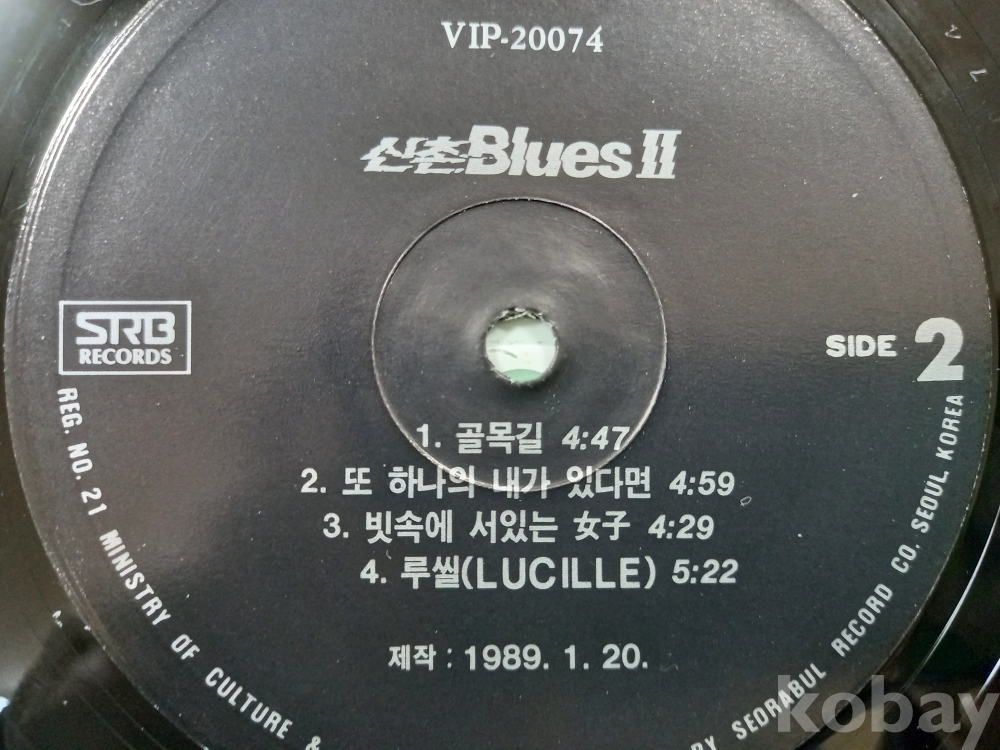 VIP-20074
신촌Blues II
SRB
RECORDS
SIDE 2
1. 골목길 4:47
2. 또 하나의 내가 있다면 4:59
3. 빗속에 서있는 女子 4:29
4. 루씰(LUCILLE) 5:22
제작 : 1989. 1. 20.
REG. NO. 21 MINISTRY OF CULTURE &
SEORABUL RECORD CO. SEOUL KOREA
kobay